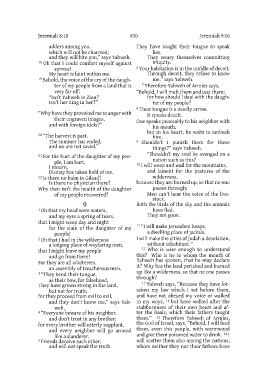 Jeremiah 8:18
830
Jeremiah 9:16
adders among you,
which will not be charmed;
and they will bite you,” says Yahweh.
18 Oh that I could comfort myself against
sorrow!
My heart is faint within me.
19 Behold, the voice of the cry of the daugh-
ter of my people from a land that is
very far off:
“Isn’t Yahweh in Zion?
Isn’t her King in her?”
“Why have they provoked me to anger with
their engraved images,
and with foreign idols?”
20 “The harvest is past.
The summer has ended,
and we are not saved.”
21 For the hurt of the daughter of my peo-
ple, I am hurt.
I mourn.
Dismay has taken hold of me.
22 Is there no balm in Gilead?
Is there no physician there?
Why then isn’t the health of the daughter
of my people recovered?
9
1 Oh that my head were waters,
and my eyes a spring of tears,
that I might weep day and night
for the slain of the daughter of my
people!
2 Oh that I had in the wilderness
a lodging place of wayfaring men,
that I might leave my people
and go from them!
For they are all adulterers,
an assembly of treacherous men.
3 “They bend their tongue,
as their bow, for falsehood.
They have grown strong in the land,
but not for truth;
for they proceed from evil to evil,
and they don’t know me,” says Yah-
weh.
4 “Everyone beware of his neighbor,
and don’t trust in any brother;
for every brother will utterly supplant,
and every neighbor will go around
like a slanderer.
5 Friends deceive each other,
and will not speak the truth.
They have taught their tongue to speak
lies.
They weary themselves committing
iniquity.
6 Your habitation is in the middle of deceit.
Through deceit, they refuse to know
me,” says Yahweh.
7 Therefore Yahweh of Armies says,
“Behold, I will melt them and test them;
for how should I deal with the daugh-
ter of my people?
8 Their tongue is a deadly arrow.
It speaks deceit.
One speaks peaceably to his neighbor with
his mouth,
but in his heart, he waits to ambush
him.
9 Shouldn’t I punish them for these
things?” says Yahweh.
“Shouldn’t my soul be avenged on a
nation such as this?
10 I will weep and wail for the mountains,
and lament for the pastures of the
wilderness,
because they are burned up, so that no one
passes through;
Men can’t hear the voice of the live-
stock.
Both the birds of the sky and the animals
have fled.
They are gone.
11 “I will make Jerusalem heaps,
a dwelling place of jackals.
I will make the cities of Judah a desolation,
without inhabitant.”
12 Who is wise enough to understand
this? Who is he to whom the mouth of
Yahweh has spoken, that he may declare
it? Why has the land perished and burned
up like a wilderness, so that no one passes
through?
13 Yahweh says, “Because they have for-
saken my law which I set before them,
and have not obeyed my voice or walked
in my ways, 14 but have walked after the
stubbornness of their own heart and af-
ter the Baals, which their fathers taught
them.” 15 Therefore Yahweh of Armies,
the God of Israel, says, “Behold, I will feed
them, even this people, with wormwood
and give them poisoned water to drink. 16 I
will scatter them also among the nations,
whom neither they nor their fathers have